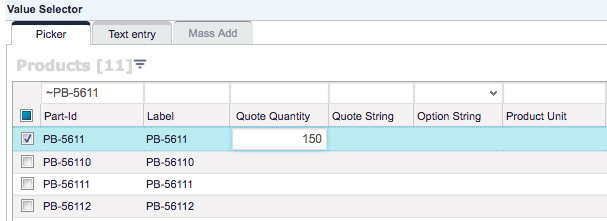 Value Selector
Picker Text entry Mass Add
Products [11]
~PB-5611
Part-Id Label Quote Quantity Quote String Option String Product Unit
PB-5611 PB-5611 150
PB-56110 PB-56110
PB-56111 PB-56111
PB-56112 PB-56112